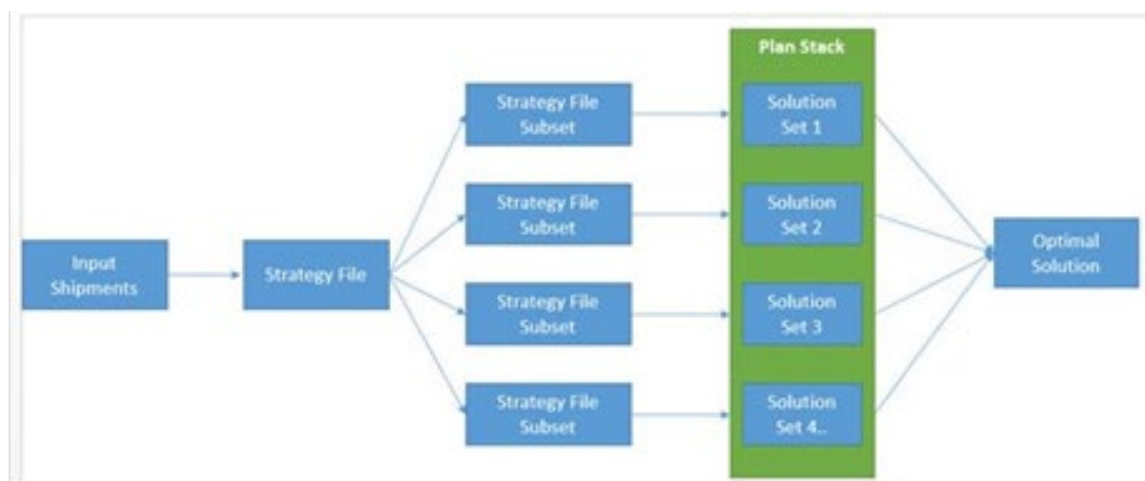 Plan Stack
Strategy File
Subset
Solution
Set 1
Strategy File
Subset
Solution
Set 2
Input
Shipments
Strategy File
Optimal
Solution
Strategy File
Subset
Solution
Set 3
Strategy File
Subset
Solution
Set 4..